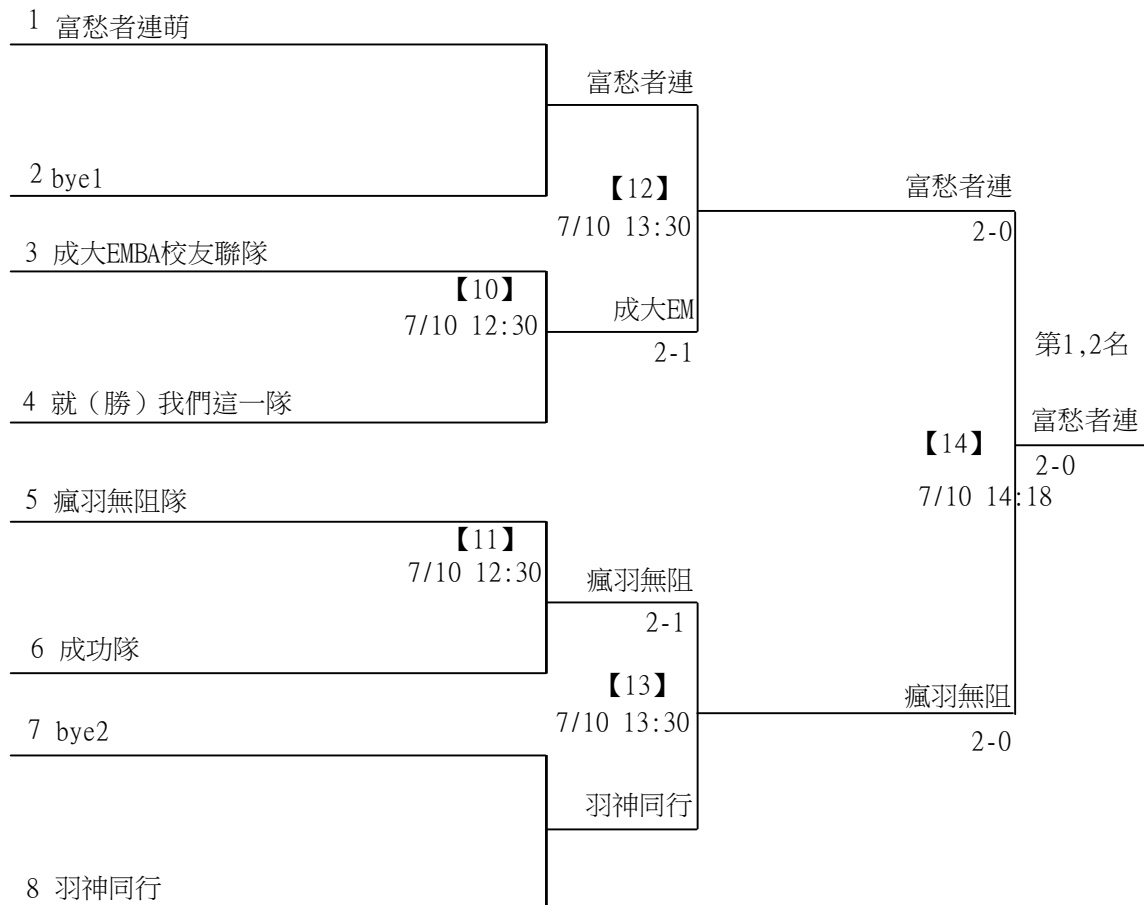 1 富愁者連萌
富愁者連
2 bye1
【12】
富愁者連
7/10 13:30
2-0
3 成大EMBA校友聯隊
【10】
成大EM
7/10 12:30
2-1
第1,2名
4 就（勝）我們這一隊
富愁者連
【14】
2-0
5 瘋羽無阻隊
7/10 14:18
【11】
7/10 12:30
瘋羽無阻
2-1
6 成功隊
【13】
瘋羽無阻
7 bye2
7/10 13:30
2-0
羽神同行
8 羽神同行